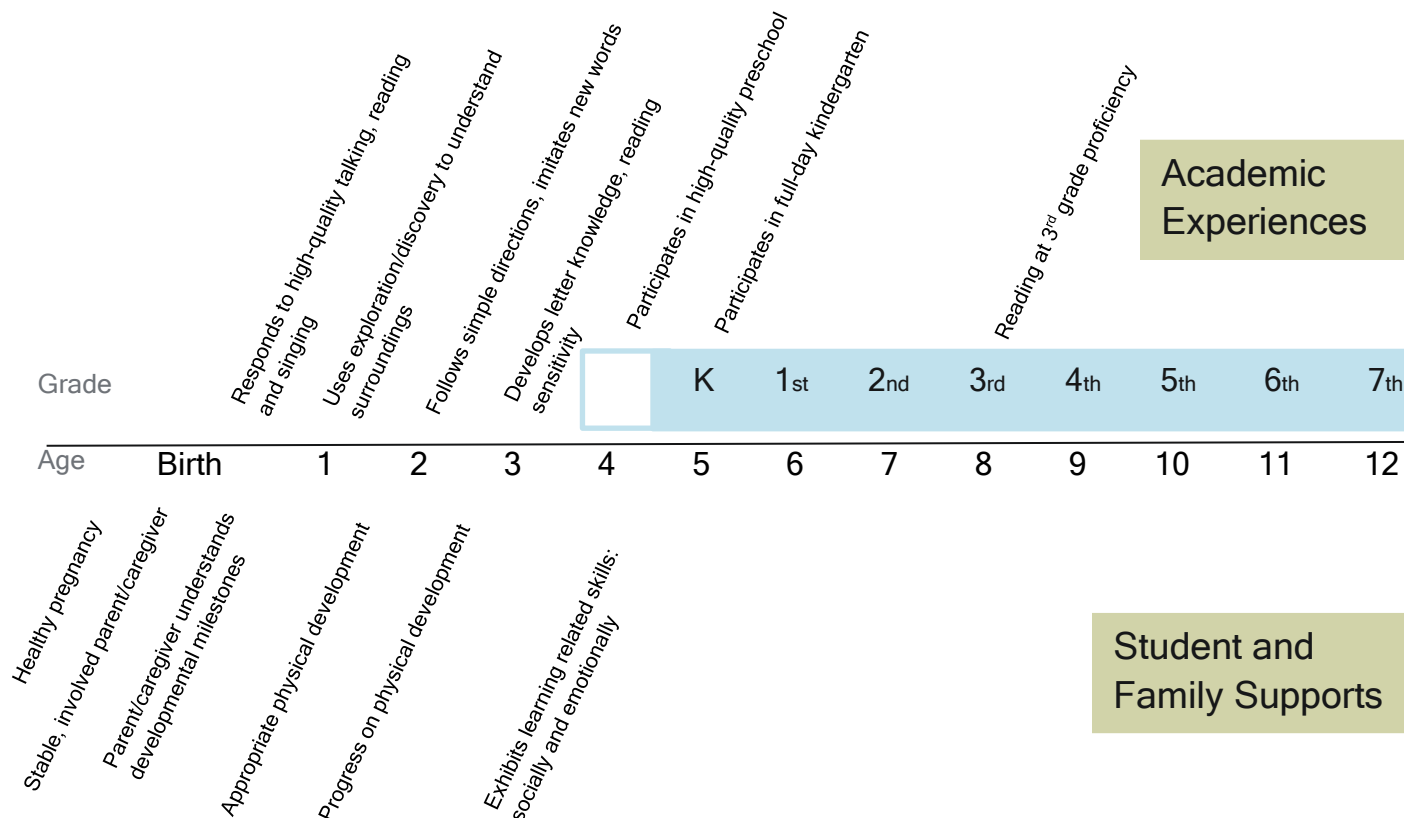 Responds to high-quality talking, reading
and singing
Uses exploration/discovery to understand
surroundings
Follows simple directions, imitates new words
Develops letter knowledge, reading
sensitivity
Participates in high-quality preschool
Participates in full-day kindergarten
Reading at 3rd grade proficiency
Academic
Experiences
Grade K 1st 2nd 3rd 4th 5th 6th 7th
Age Birth 1 2 3 4 5 6 7 8 9 10 11 12
Healthy pregnancy
Stable, involved parent/caregiver
Parent/caregiver understands
developmental milestones
Appropriate physical development
Progress on physical development
Exhibits learning related skills:
socially and emotionally
Student and
Family Supports